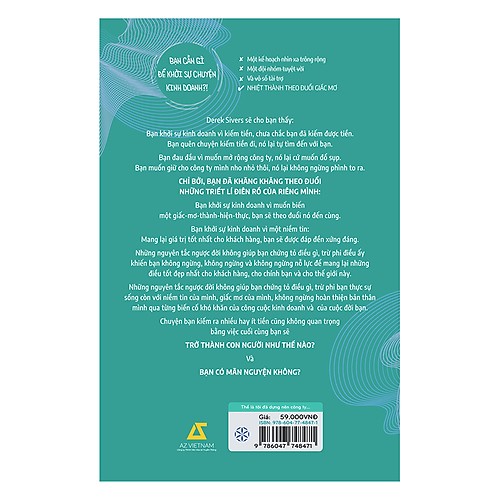 BẠN CẦN GÌ
ĐỂ KHỞI SỰ CHUYỆN
KINH DOANH?!
✗ Một kế hoạch nhìn xa trông rộng
✗ Một đội nhóm tuyệt vời
✗ Và vô số tài trợ
✓ NHIỆT THÀNH THEO ĐUỔI GIẤC MƠ
Derek Sivers sẽ cho bạn thấy:
Bạn khởi sự kinh doanh vì kiếm tiền, chưa chắc bạn đã kiếm được tiền.
Bạn quên chuyện kiếm tiền đi, nó lại tự tìm đến với bạn.
Bạn đau đầu vì muốn mở rộng công ty, nó lại cứ muốn đổ sụp.
Bạn muốn giữ cho công ty mình nho nhỏ thôi, nó lại không ngừng phình to ra.
CHỈ BỞI, BẠN ĐÃ KHĂNG KHĂNG THEO ĐUỔI
NHỮNG TRIẾT LÍ ĐIÊN RỒ CỦA RIÊNG MÌNH:
Bạn khởi sự kinh doanh vì muốn biến
một giấc-mơ-thành-hiện-thực, bạn sẽ theo đuổi nó đến cùng.
Bạn khởi sự kinh doanh vì một niềm tin:
Mang lại giá trị tốt nhất cho khách hàng, bạn sẽ được đáp đền xứng đáng.
Những nguyên tắc ngược đời không giúp bạn chứng tỏ điều gì, trừ phi điều ấy
khiến bạn không ngừng, không ngừng và không ngừng nỗ lực để mang lại những
điều tốt đẹp nhất cho khách hàng, cho chính bạn và cho thế giới này.
Những nguyên tắc ngược đời không giúp bạn chứng tỏ điều gì, trừ phi bạn thực sự
sống còn với niềm tin của mình, giấc mơ của mình, không ngừng hoàn thiện bản thân
mình qua từng biến cố khó khăn của công cuộc kinh doanh và của cuộc đời bạn.
Chuyện bạn kiếm ra nhiều hay ít tiền cũng không quan trọng
bằng việc cuối cùng bạn sẽ
TRỞ THÀNH CON NGƯỜI NHƯ THẾ NÀO?
Và
BẠN CÓ MÃN NGUYỆN KHÔNG?
Thế là tôi đã dựng nên công ty...
Giá: 59.000VNĐ
ISBN: 978-604-77-4847-1
9 786047 748471
AZ VIETNAM